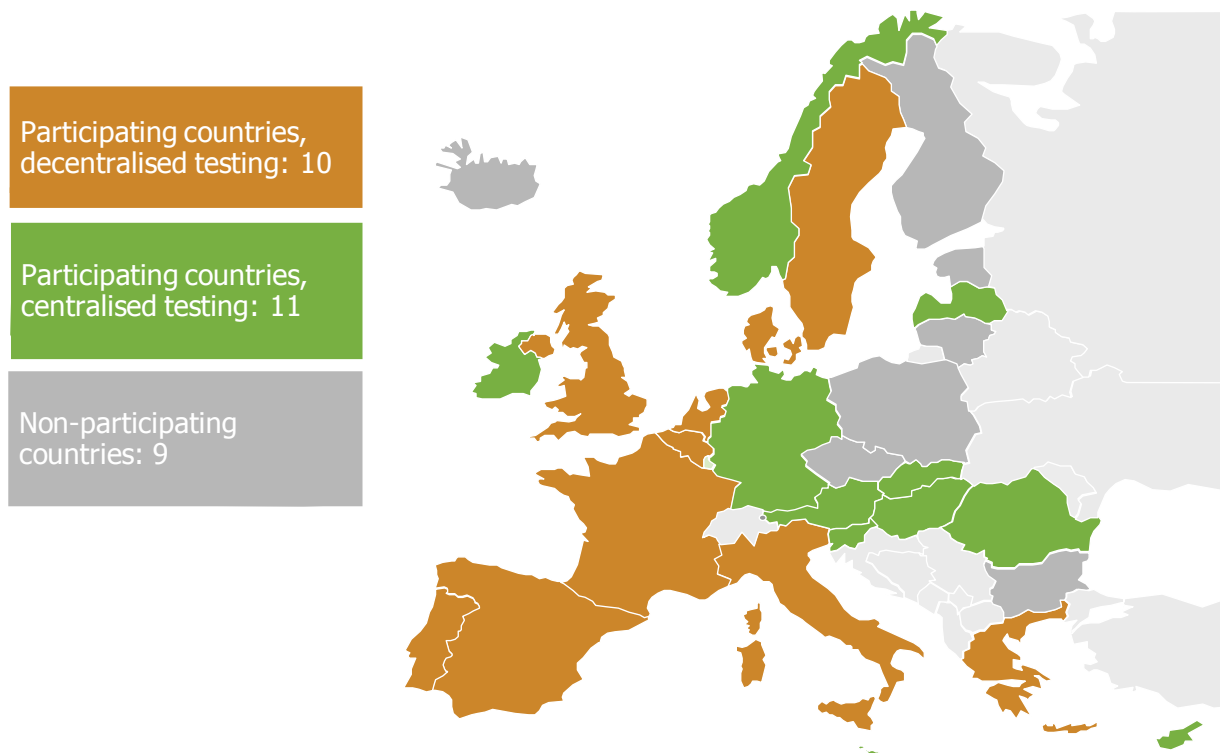 Participating countries,
decentralised testing: 10
Participating countries,
centralised testing: 11
Non-participating
countries: 9